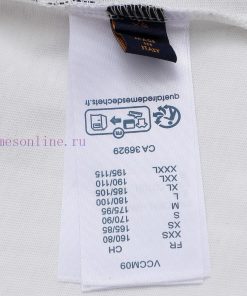 mesonline.ru
VCCM09
FR CH
XXS 160/80
XS 165/85
S 170/90
M 175/95
L 180/100
XL 185/105
XXL 190/110
XXXL 195/115
CA 36929
FR
quefairedemesdechets.fr